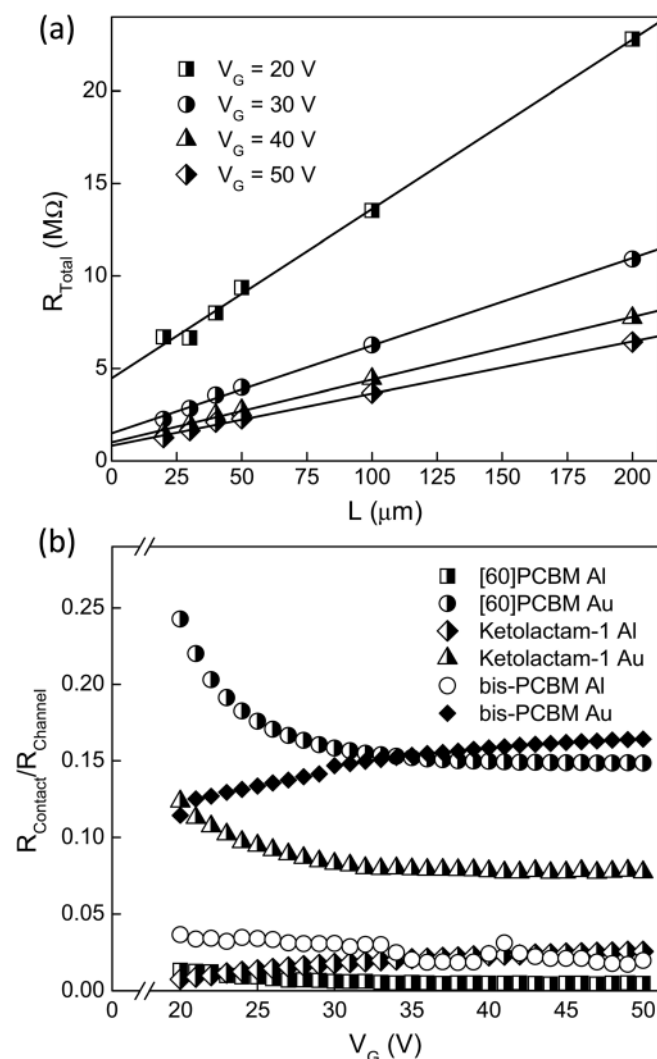 (a)
V_G = 20 V
V_G = 30 V
V_G = 40 V
V_G = 50 V
R_Total (MΩ)
20
15
10
5
0
0 25 50 75 100 125 150 175 200
L (μm)
(b)
[60]PCBM Al
[60]PCBM Au
Ketolactam-1 Al
Ketolactam-1 Au
bis-PCBM Al
bis-PCBM Au
R_Contact/R_Channel
0.25
0.20
0.15
0.10
0.05
0.00
0 20 25 30 35 40 45 50
V_G (V)